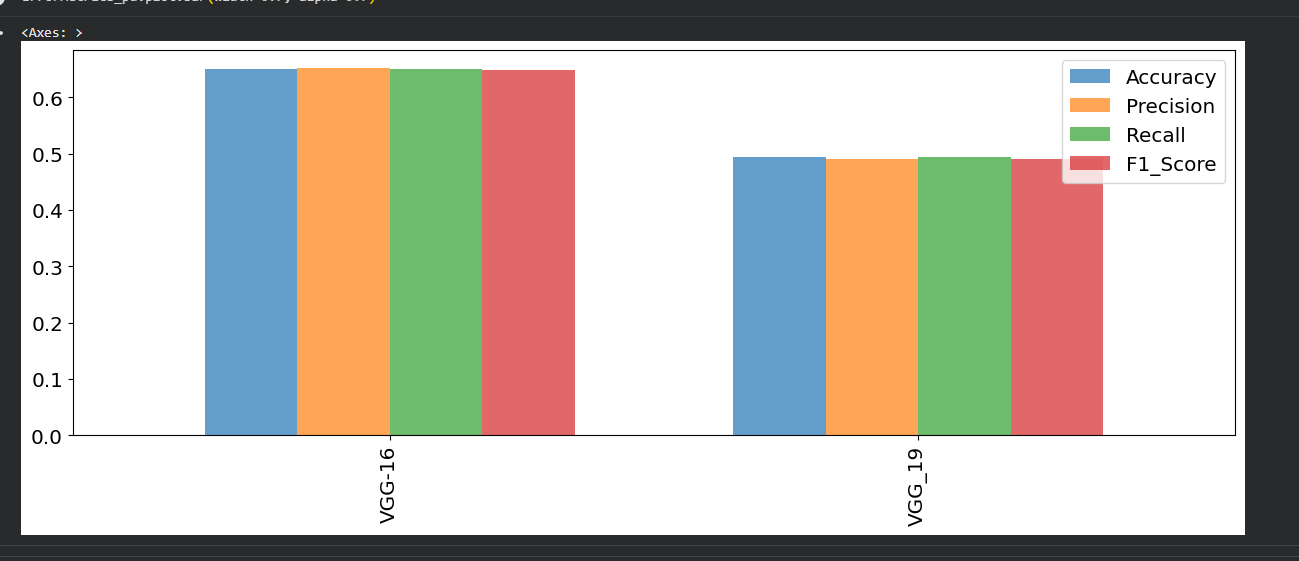 <Axes: >
Accuracy
Precision
Recall
F1_Score
0.6
0.5
0.4
0.3
0.2
0.1
0.0
VGG-16
VGG_19